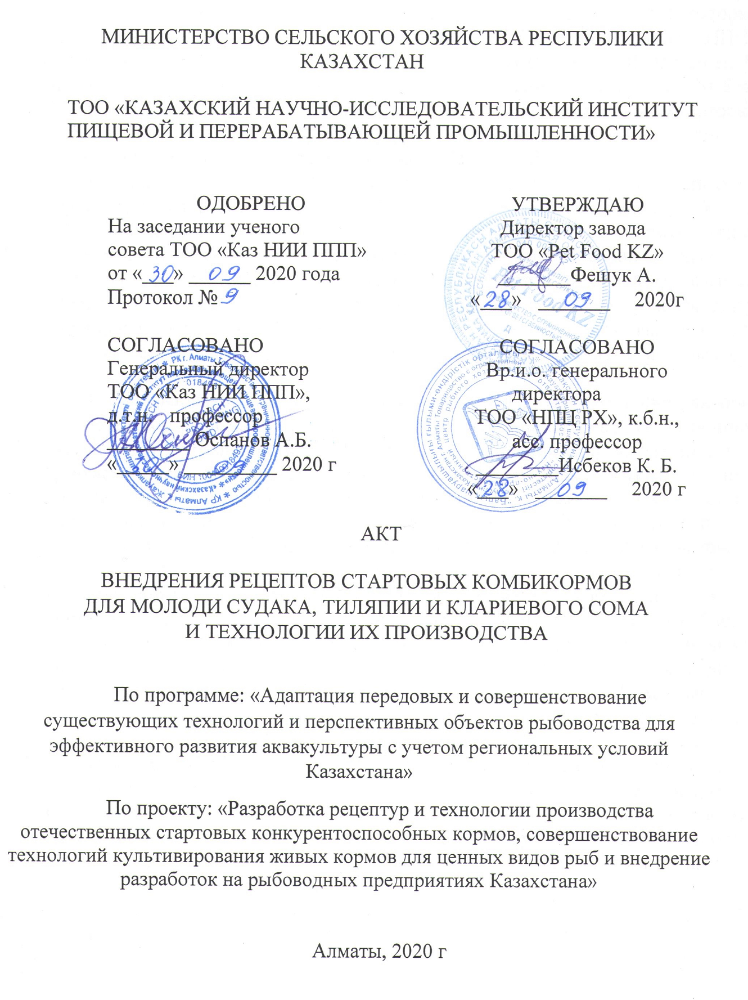 МИНИСТЕРСТВО СЕЛЬСКОГО ХОЗЯЙСТВА РЕСПУБЛИКИ
КАЗАХСТАН
ТОО «КАЗАХСКИЙ НАУЧНО-ИССЛЕДОВАТЕЛЬСКИЙ ИНСТИТУТ
ПИЩЕВОЙ И ПЕРЕРАБАТЫВАЮЩЕЙ ПРОМЫШЛЕННОСТИ»
ОДОБРЕНО
На заседании ученого
совета ТОО «Каз НИИ ППП»
от «30» 09 2020 года
Протокол № 9
УТВЕРЖДАЮ
Директор завода
ТОО «Pet Food KZ»
Фещук А.
«28» 09 2020г
СОГЛАСОВАНО
Генеральный директор
ТОО «Каз НИИ ППП»,
д.т.н. профессор
Оспанов А.Б.
«30» 09 2020 г
СОГЛАСОВАНО
Вр.и.о. генерального
директора
ТОО «НПЦ РХ», к.б.н.,
асс. профессор
Исбеков К. Б.
«28» 09 2020 г
АКТ
ВНЕДРЕНИЯ РЕЦЕПТОВ СТАРТОВЫХ КОМБИКОРМОВ
ДЛЯ МОЛОДИ СУДАКА, ТИЛЯПИИ И КЛАРИЕВОГО СОМА
И ТЕХНОЛОГИИ ИХ ПРОИЗВОДСТВА
По программе: «Адаптация передовых и совершенствование
существующих технологий и перспективных объектов рыбоводства для
эффективного развития аквакультуры с учетом региональных условий
Казахстана»
По проекту: «Разработка рецептур и технологии производства
отечественных стартовых конкурентоспособных кормов, совершенствование
технологий культивирования живых кормов для ценных видов рыб и внедрение
разработок на рыбоводных предприятиях Казахстана»
Алматы, 2020 г